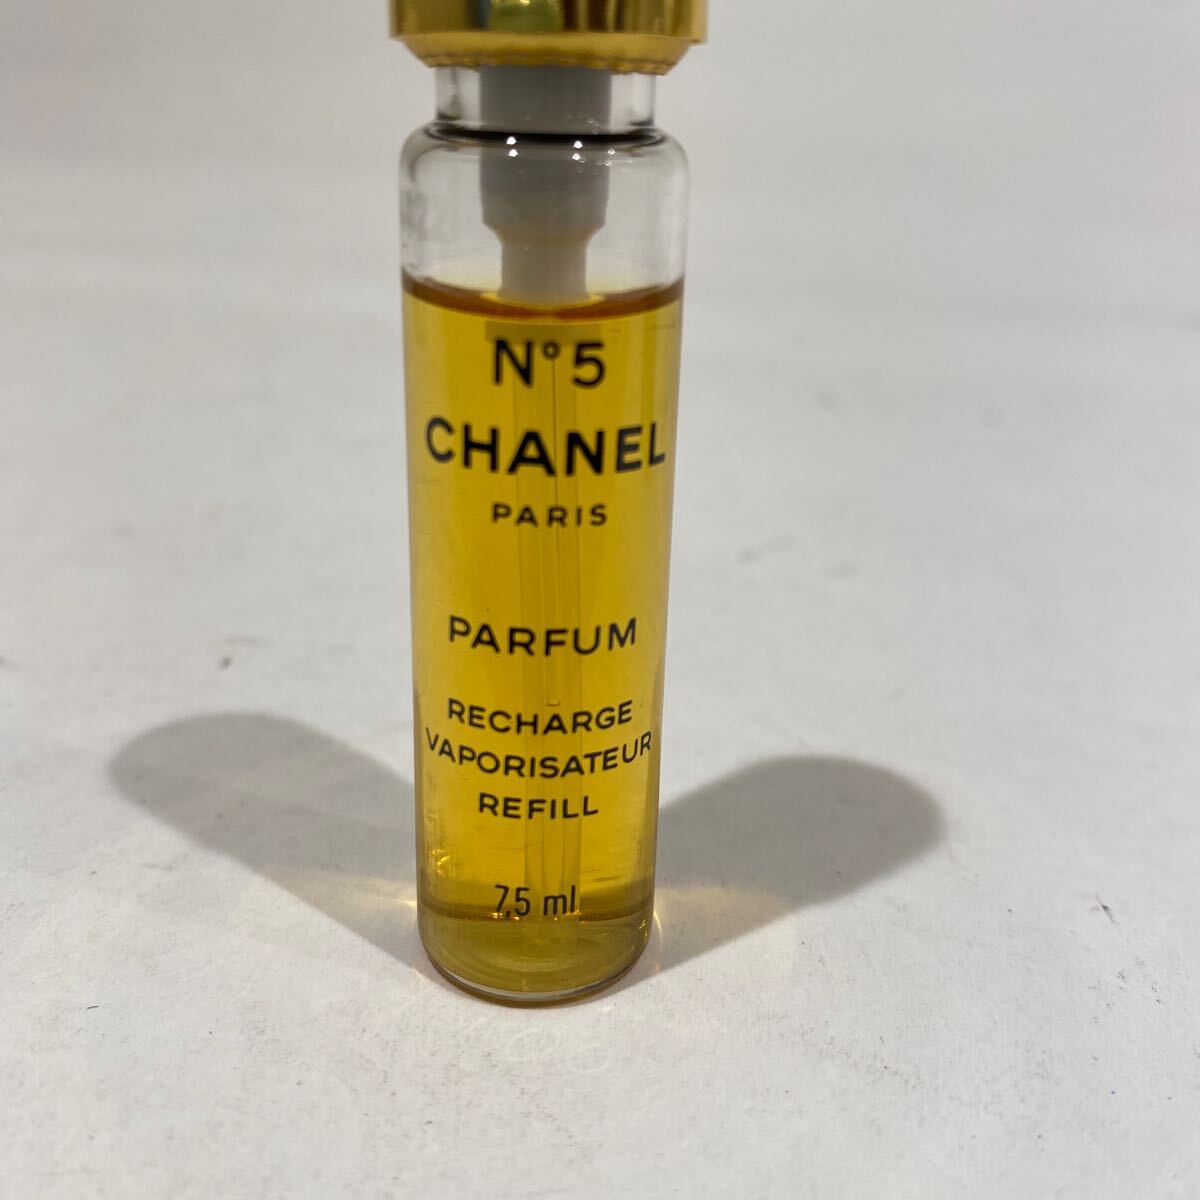 N°5
CHANEL
PARIS
PARFUM
RECHARGE
VAPORISATEUR
REFILL
7,5 ml